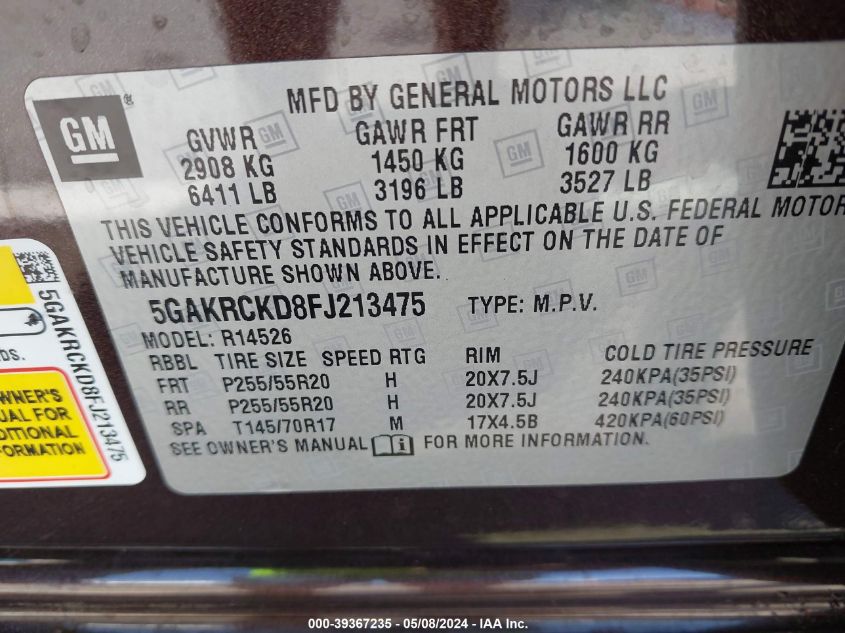 MFD BY GENERAL MOTORS LLC
GM ®
GVWR GAWR FRT GAWR RR
2908 KG 1450 KG 1600 KG
6411 LB 3196 LB 3527 LB
THIS VEHICLE CONFORMS TO ALL APPLICABLE U.S. FEDERAL MOTOR
VEHICLE SAFETY STANDARDS IN EFFECT ON THE DATE OF
MANUFACTURE SHOWN ABOVE.
5GAKRCKD8FJ213475 TYPE: M.P.V.
MODEL: R14526
RBBL TIRE SIZE SPEED RTG RIM COLD TIRE PRESSURE
FRT P255/55R20 H 20X7.5J 240KPA(35PSI)
RR P255/55R20 H 20X7.5J 240KPA(35PSI)
SPA T145/70R17 M 17X4.5B 420KPA(60PSI)
SEE OWNER'S MANUAL i FOR MORE INFORMATION.
5GAKRCKD8FJ213475
bs.
WNER'S
UAL FOR
DITIONAL
FORMATION
000-39367235 - 05/08/2024 - IAA Inc.